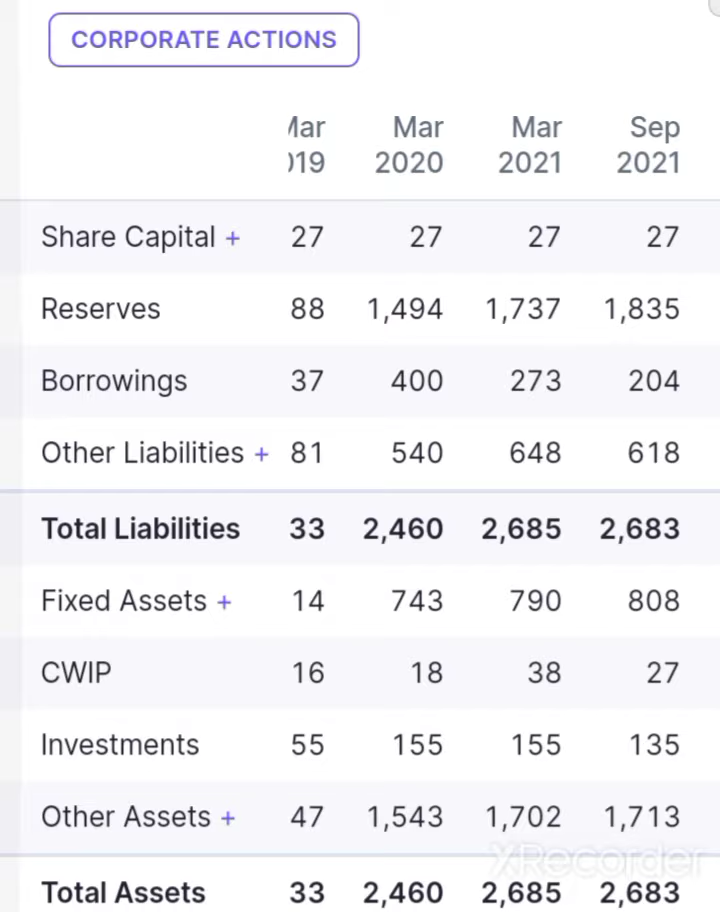 CORPORATE ACTIONS
Mar Mar Sep
2020 2021 2021
Share Capital + 27 27 27 27
Reserves 88 1,494 1,737 1,835
Borrowings 37 400 273 204
Other Liabilities + 81 540 648 618
Total Liabilities 33 2,460 2,685 2,683
Fixed Assets + 14 743 790 808
CWIP 16 18 38 27
Investments 55 155 155 135
Other Assets + 47 1,543 1,702 1,713
XRecorder
Total Assets 33 2,460 2,685 2,683